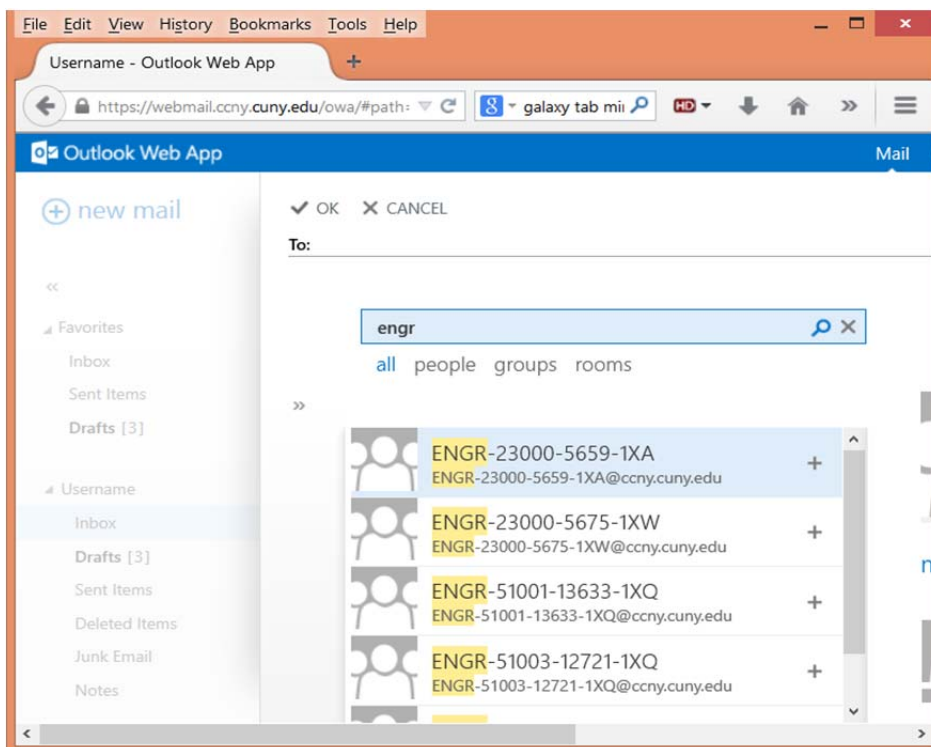 File Edit View History Bookmarks Tools Help
Username - Outlook Web App
https://webmail.ccny.cuny.edu/owa/#path: galaxy tab mii HD
Outlook Web App Mail
new mail
OK CANCEL
To:
Favorites
engr
Inbox
all people groups rooms
Sent Items
Drafts [3]
ENGR-23000-5659-1XA
ENGR-23000-5659-1XA@ccny.cuny.edu
Username
Inbox
ENGR-23000-5675-1XW
ENGR-23000-5675-1XW@ccny.cuny.edu
Drafts [3]
Sent Items
ENGR-51001-13633-1XQ
ENGR-51001-13633-1XQ@ccny.cuny.edu
Deleted Items
Junk Email
ENGR-51003-12721-1XQ
ENGR-51003-12721-1XQ@ccny.cuny.edu
Notes